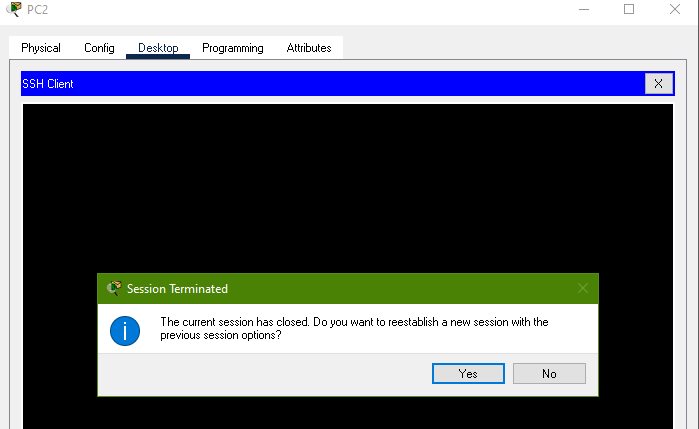 PC2
Physical Config Desktop Programming Attributes
SSH Client X
Session Terminated
The current session has closed. Do you want to reestablish a new session with the
previous session options?
Yes No